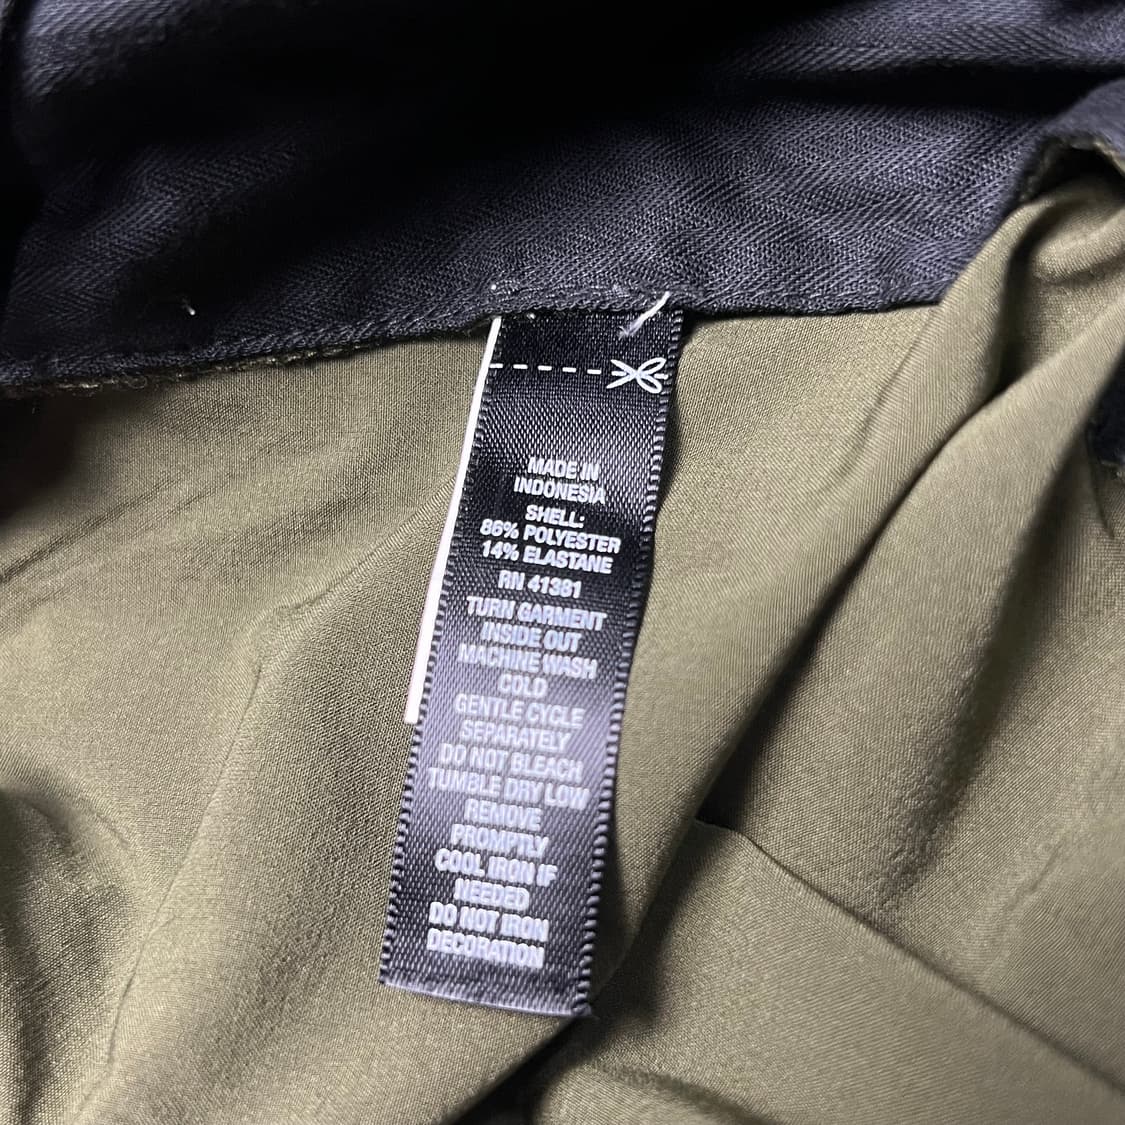 MADE IN
INDONESIA
SHELL:
86% POLYESTER
14% ELASTANE
RN 41381
TURN GARMENT
INSIDE OUT
MACHINE WASH
COLD
GENTLE CYCLE
SEPARATELY
DO NOT BLEACH
TUMBLE DRY LOW
REMOVE
PROMPTLY
COOL IRON IF
NEEDED
DO NOT IRON
DECORATION